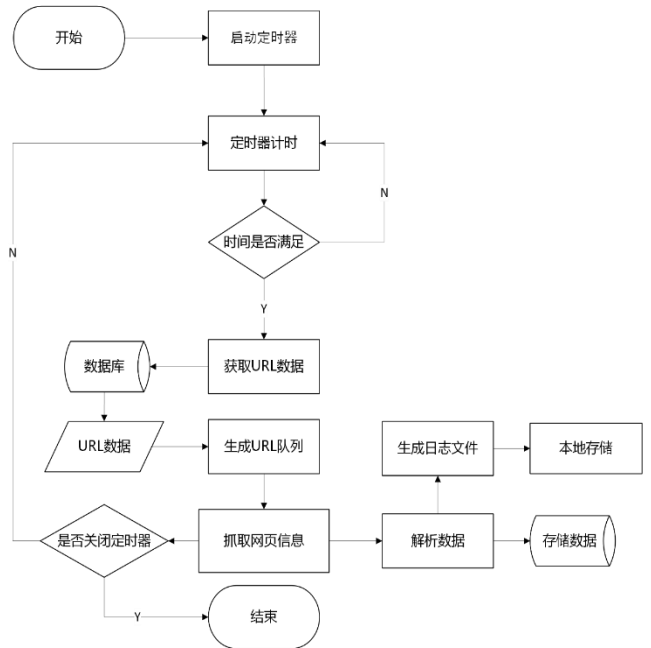 开始
启动定时器
定时器计时
N
时间是否满足
N
Y
数据库
获取URL数据
URL数据
生成URL队列
生成日志文件
本地存储
是否关闭定时器
抓取网页信息
解析数据
存储数据
Y
结束